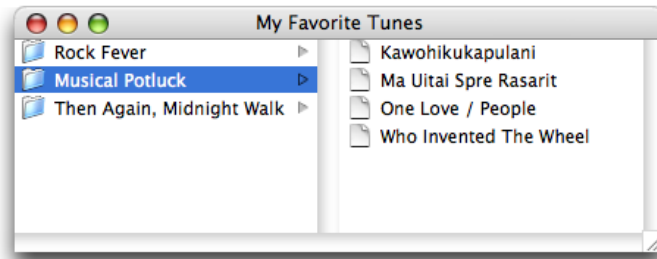 My Favorite Tunes
Rock Fever
Musical Potluck
Then Again, Midnight Walk
Kawohikukapulani
Ma Uitai Spre Rasarit
One Love / People
Who Invented The Wheel